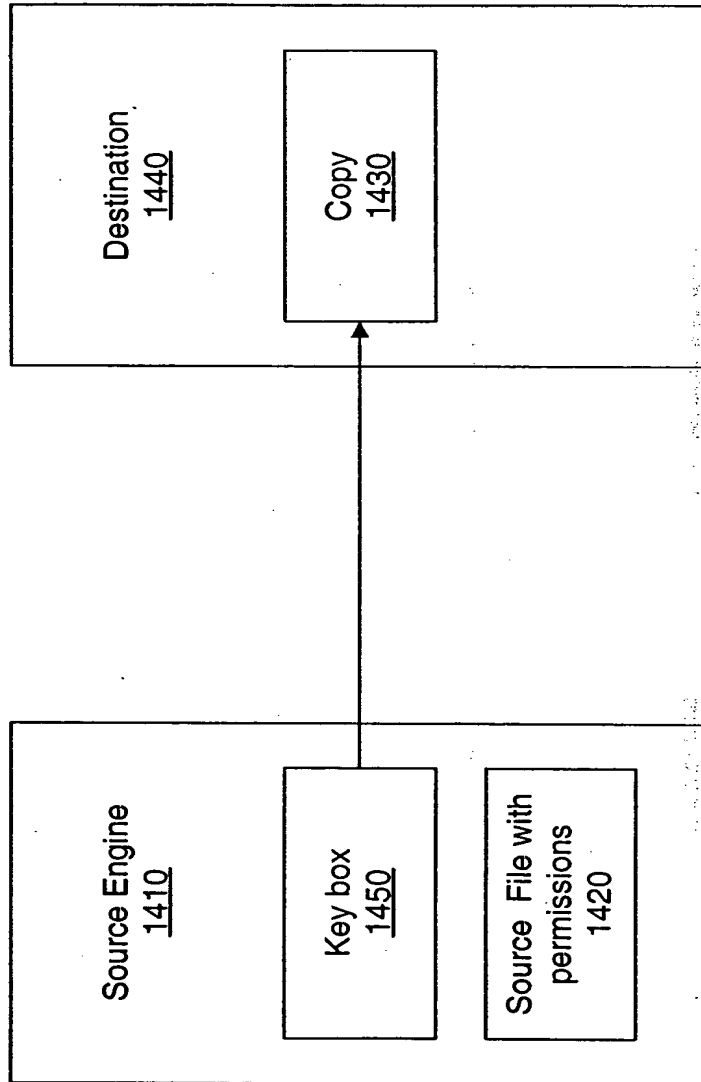 Source Engine
1410
Key box
1450
Source File with
permissions
1420
Destination
1440
Copy
1430